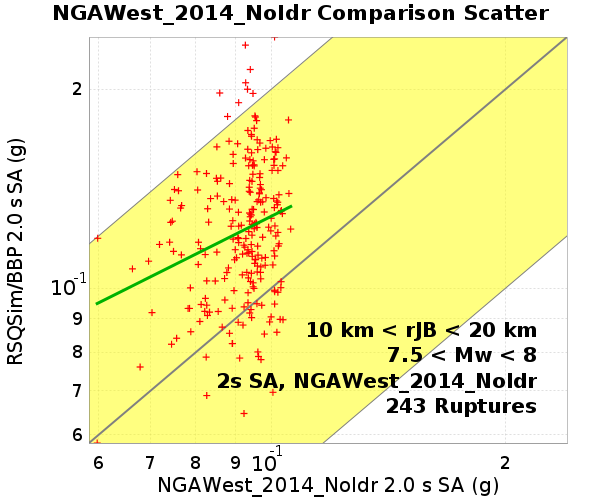 NGAWest_2014_NoIdr Comparison Scatter
RSQSim/BBP 2.0 s SA (g)
2
10-1
9
8
7
6
10 km < rJB < 20 km
7.5 < Mw < 8
2s SA, NGAWest_2014_NoIdr
243 Ruptures
6 7 8 9 10-1 2
NGAWest_2014_NoIdr 2.0 s SA (g)